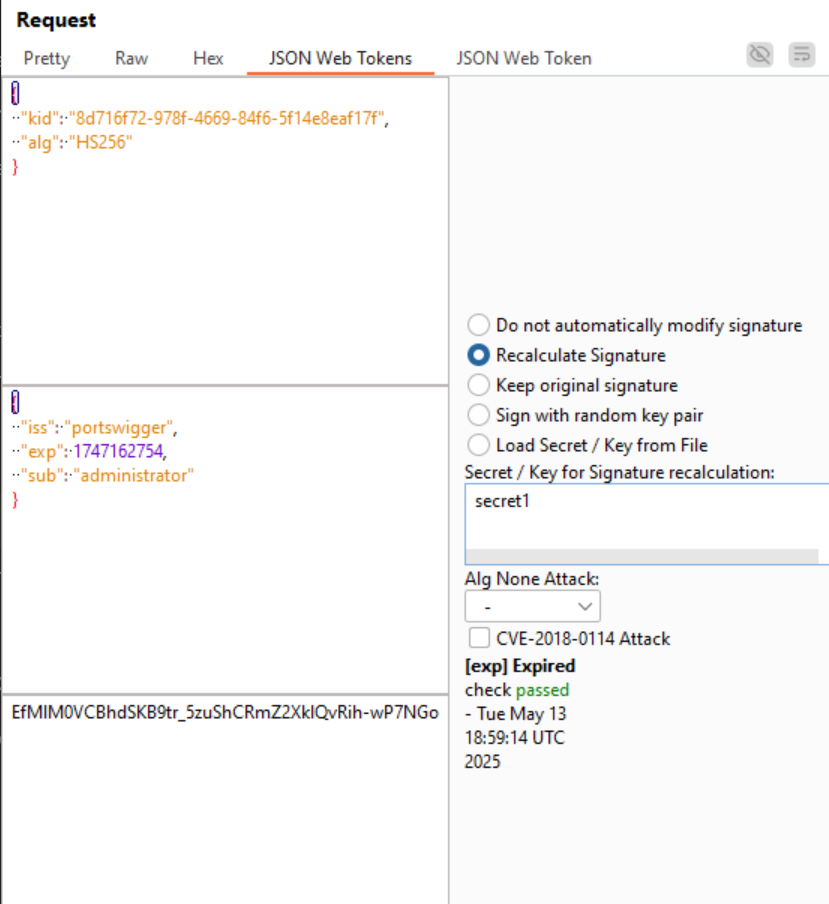 Request
Pretty Raw Hex JSON Web Tokens JSON Web Token
{
"kid": "8d716f72-978f-4669-84f6-5f14e8eaf17f",
"alg": "HS256"
}
{
"iss": "portswigger",
"exp": 1747162754,
"sub": "administrator"
}
EfMIM0VCBhdSKB9tr_5zuShCRmZ2XkIQvRih-wP7NGo
Do not automatically modify signature
Recalculate Signature
Keep original signature
Sign with random key pair
Load Secret / Key from File
Secret / Key for Signature recalculation:
secret1
Alg None Attack:
-
CVE-2018-0114 Attack
[exp] Expired
check passed
- Tue May 13
18:59:14 UTC
2025